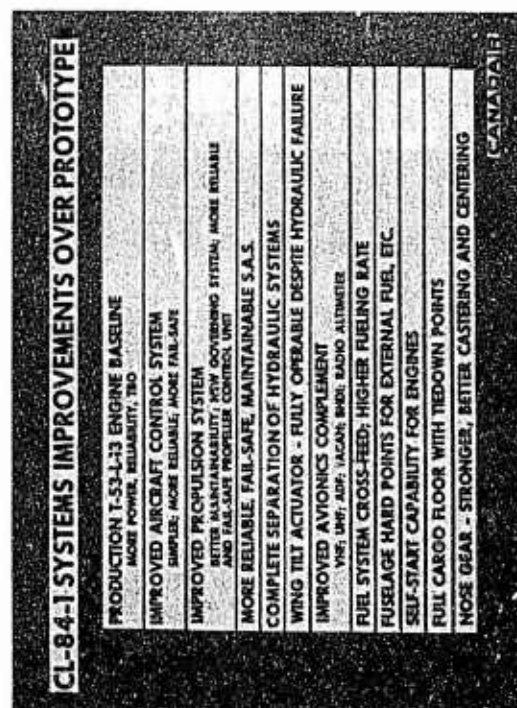 CL-84-1 SYSTEMS IMPROVEMENTS OVER PROTOTYPE
PRODUCTION T-53-L-13 ENGINE BASELINE
MORE POWER, RELIABILITY, TBO
IMPROVED AIRCRAFT CONTROL SYSTEM
SIMPLER; MORE RELIABLE; MORE FAIL-SAFE
IMPROVED PROPULSION SYSTEM
BETTER MAINTAINABILITY; NEW GOVERNING SYSTEM; MORE RELIABLE
AND FAIL-SAFE PROPELLER CONTROL UNIT
MORE RELIABLE, FAIL-SAFE, MAINTAINABLE S.A.S.
COMPLETE SEPARATION OF HYDRAULIC SYSTEMS
WING TILT ACTUATOR - FULLY OPERABLE DESPITE HYDRAULIC FAILURE
IMPROVED AVIONICS COMPLEMENT
VHF; UHF; ADF; TACAN; BHDI; RADIO ALTIMETER
FUEL SYSTEM CROSS-FEED; HIGHER FUELING RATE
FUSELAGE HARD POINTS FOR EXTERNAL FUEL, ETC.
SELF-START CAPABILITY FOR ENGINES
FULL CARGO FLOOR WITH TIEDOWN POINTS
NOSE GEAR - STRONGER, BETTER CASTERING AND CENTERING
CANADAIR